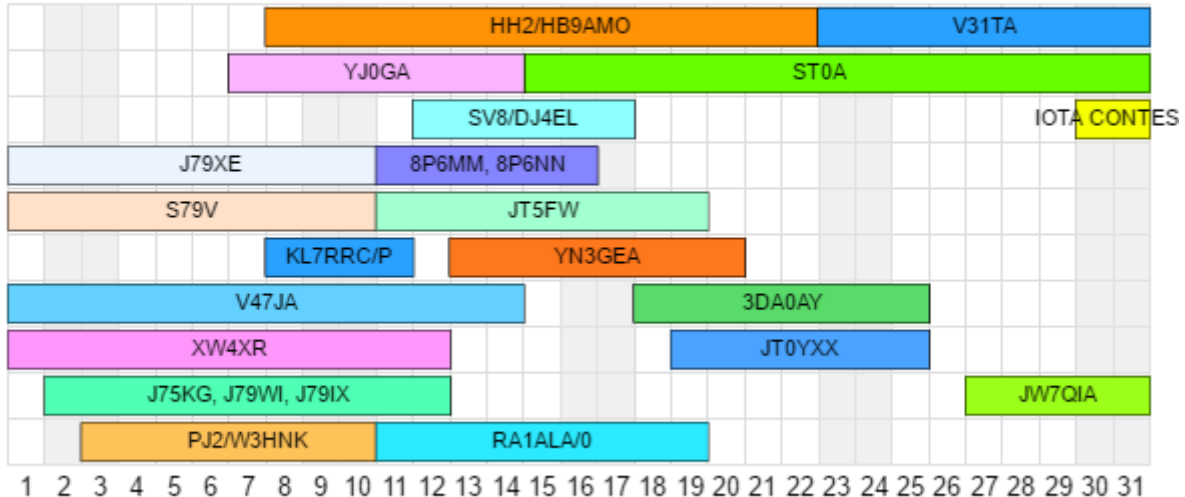 HH2/HB9AMO V31TA
YJ0GA ST0A
SV8/DJ4EL IOTA CONTES
J79XE 8P6MM, 8P6NN
S79V JT5FW
KL7RRC/P YN3GEA
V47JA 3DA0AY
XW4XR JT0YXX
J75KG, J79WI, J79IX JW7QIA
PJ2/W3HNK RA1ALA/0
1 2 3 4 5 6 7 8 9 10 11 12 13 14 15 16 17 18 19 20 21 22 23 24 25 26 27 28 29 30 31